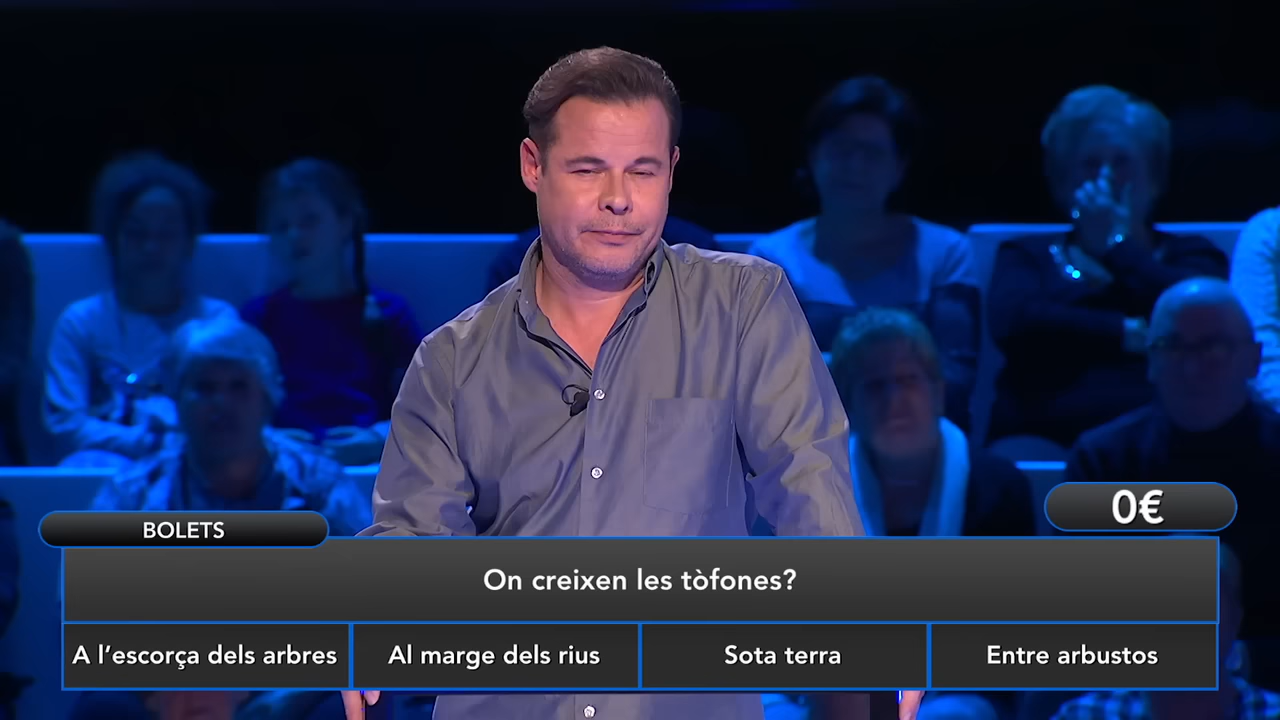 BOLETS
0€
On creixen les tòfones?
A l'escorça dels arbres
Al marge dels rius
Sota terra
Entre arbustos